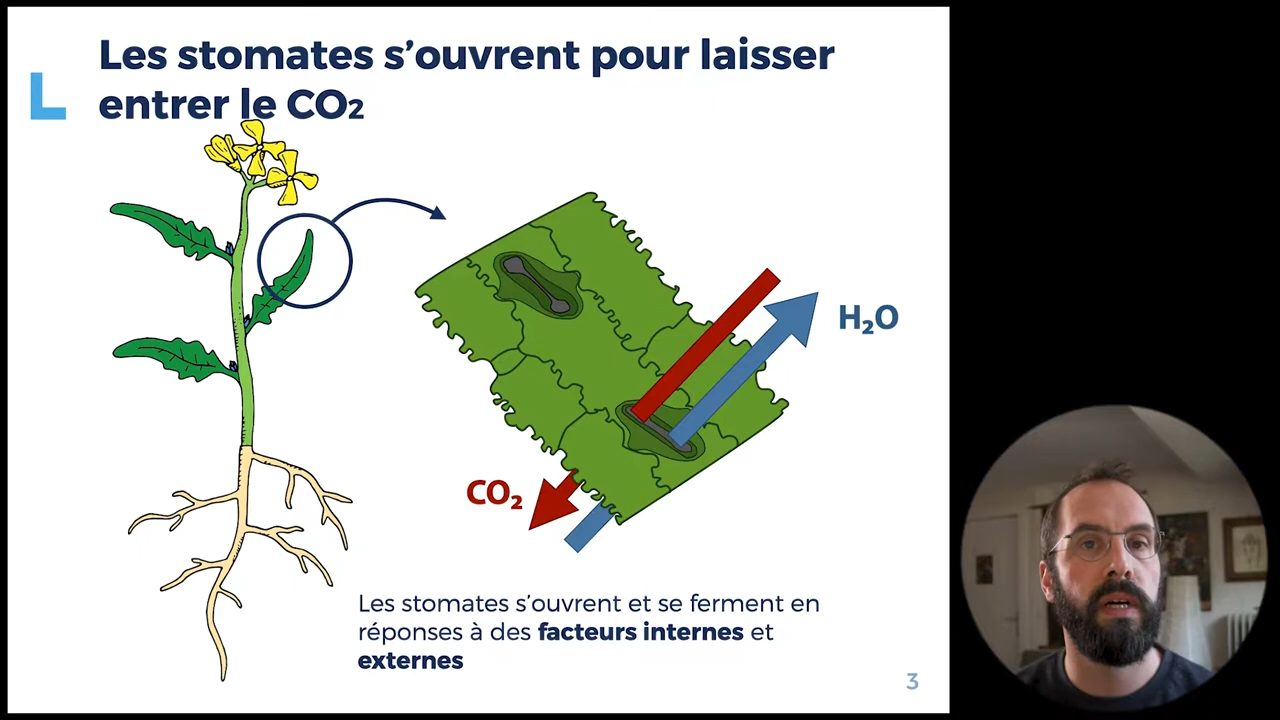 Les stomates s’ouvrent pour laisser
entrer le CO₂
H₂O
CO₂
Les stomates s’ouvrent et se ferment en
réponses à des facteurs internes et
externes
3